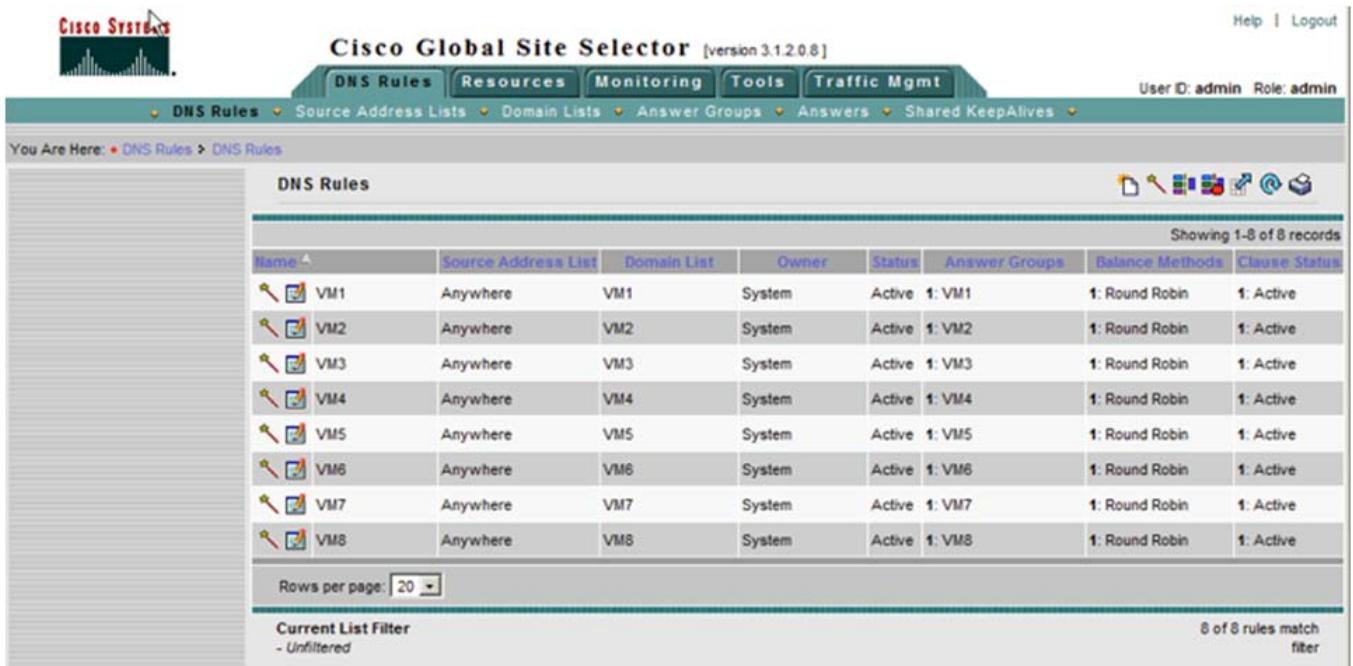 Help | Logout
CISCO SYSTEMS
Cisco Global Site Selector [version 3.1.2.0.8]
DNS Rules Resources Monitoring Tools Traffic Mgmt
User ID: admin Role: admin
DNS Rules Source Address Lists Domain Lists Answer Groups Answers Shared KeepAlives
You Are Here: DNS Rules > DNS Rules
DNS Rules
Showing 1-8 of 8 records
Name Source Address List Domain List Owner Status Answer Groups Balance Methods Clause Status
VM1 Anywhere VM1 System Active 1: VM1 1: Round Robin 1: Active
VM2 Anywhere VM2 System Active 1: VM2 1: Round Robin 1: Active
VM3 Anywhere VM3 System Active 1: VM3 1: Round Robin 1: Active
VM4 Anywhere VM4 System Active 1: VM4 1: Round Robin 1: Active
VM5 Anywhere VM5 System Active 1: VM5 1: Round Robin 1: Active
VM6 Anywhere VM6 System Active 1: VM6 1: Round Robin 1: Active
VM7 Anywhere VM7 System Active 1: VM7 1: Round Robin 1: Active
VM8 Anywhere VM8 System Active 1: VM8 1: Round Robin 1: Active
Rows per page: 20
Current List Filter
- Unfiltered
8 of 8 rules match
filter